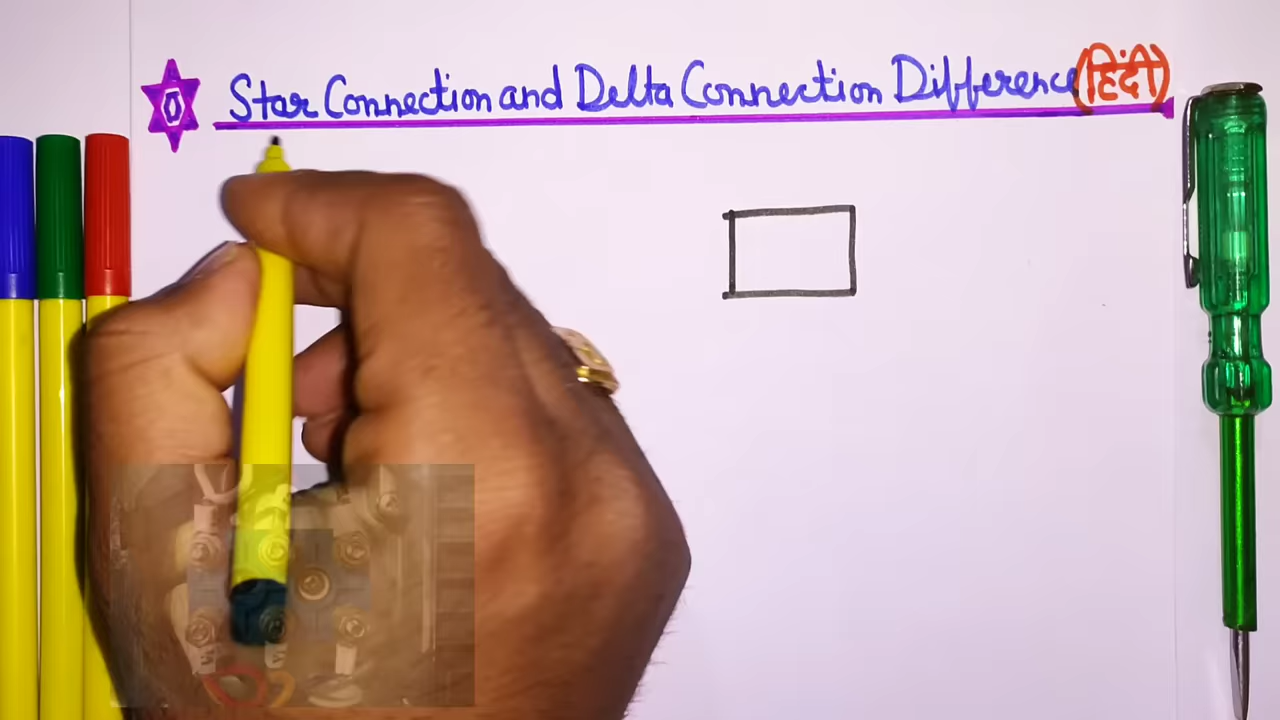 Star Connection and Delta Connection Difference (हिंदी)